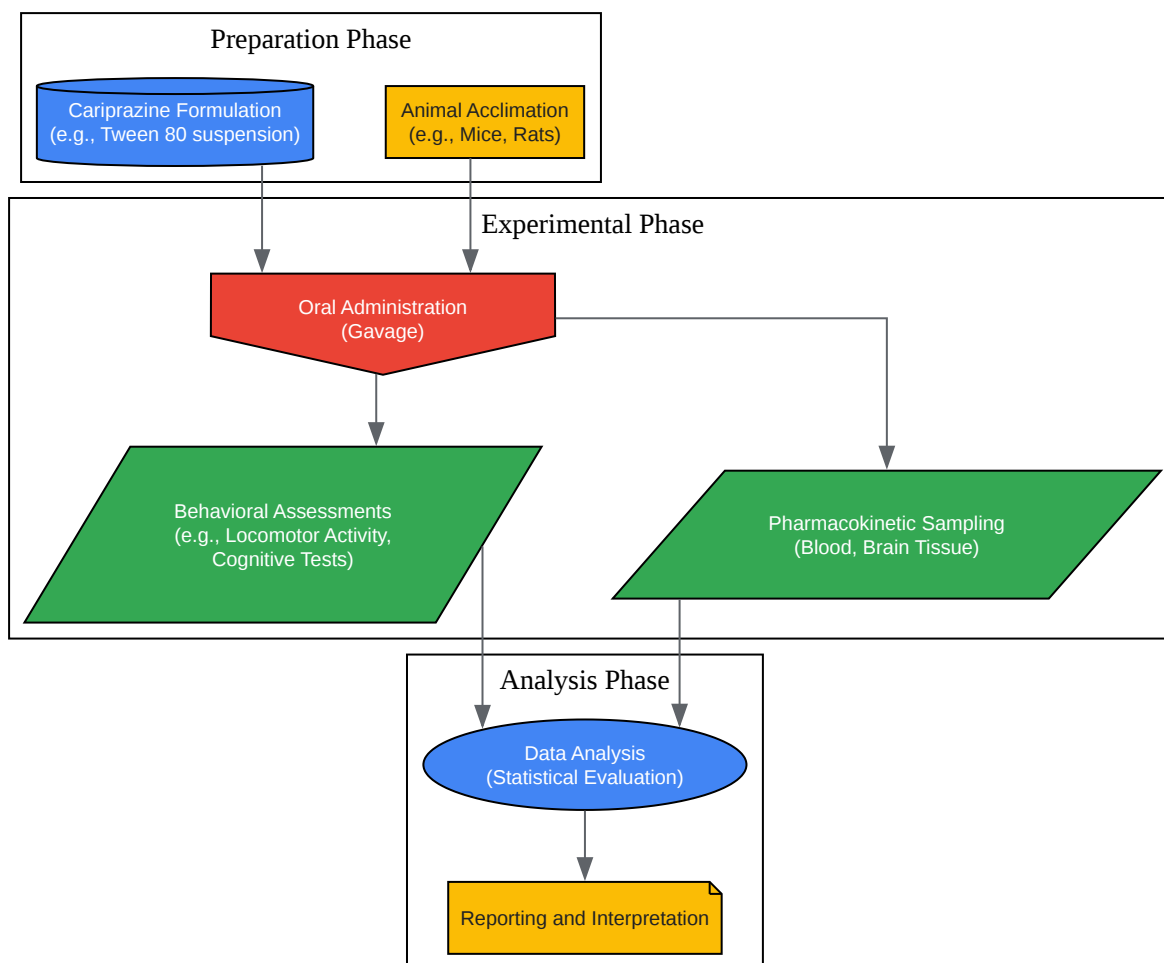 Preparation Phase
Cariprazine Formulation
(e.g., Tween 80 suspension)
Animal Acclimation
(e.g., Mice, Rats)
Experimental Phase
Oral Administration
(Gavage)
Behavioral Assessments
(e.g., Locomotor Activity,
Cognitive Tests)
Pharmacokinetic Sampling
(Blood, Brain Tissue)
Analysis Phase
Data Analysis
(Statistical Evaluation)
Reporting and Interpretation